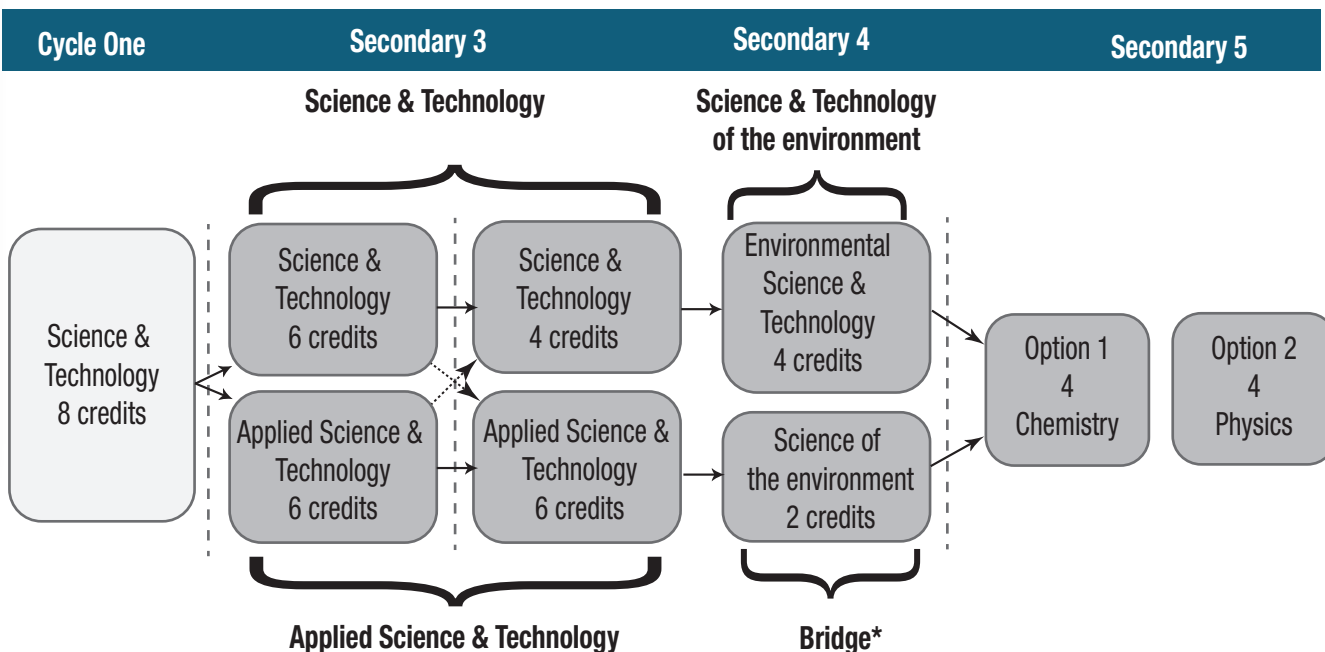 Cycle One
Secondary 3
Secondary 4
Secondary 5
Science & Technology
Science & Technology
of the environment
Science &
Technology
8 credits
Science &
Technology
6 credits
Science &
Technology
4 credits
Environmental
Science &
Technology
4 credits
Option 1
4
Chemistry
Option 2
4
Physics
Applied Science &
Technology
6 credits
Applied Science &
Technology
6 credits
Science of
the environment
2 credits
Applied Science & Technology
Bridge*